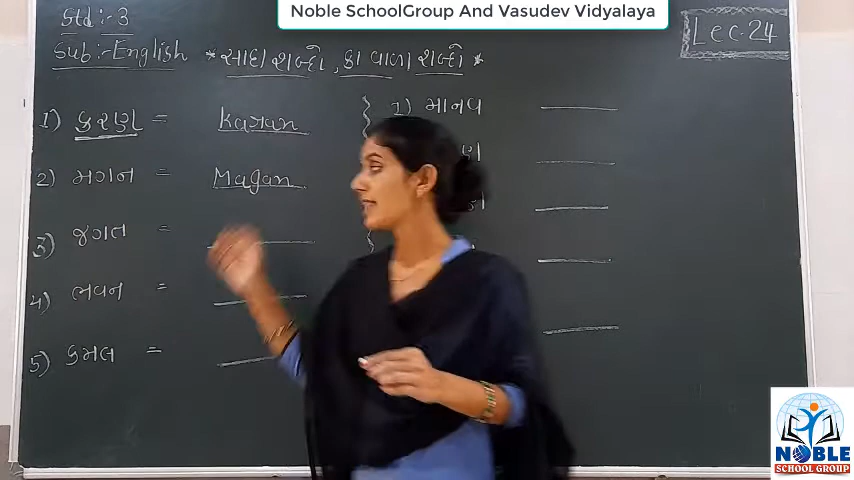 Noble SchoolGroup And Vasudev Vidyalaya
Std :- 3
Lec. 24
Sub :- English * સાદા શબ્દો , કા વાળા શબ્દો *
1) કરણ = Karan
2) મગન = Magan
3) જગત =
4) ભવન =
5) કમલ =
1) માનવ
NOBLE
SCHOOL GROUP